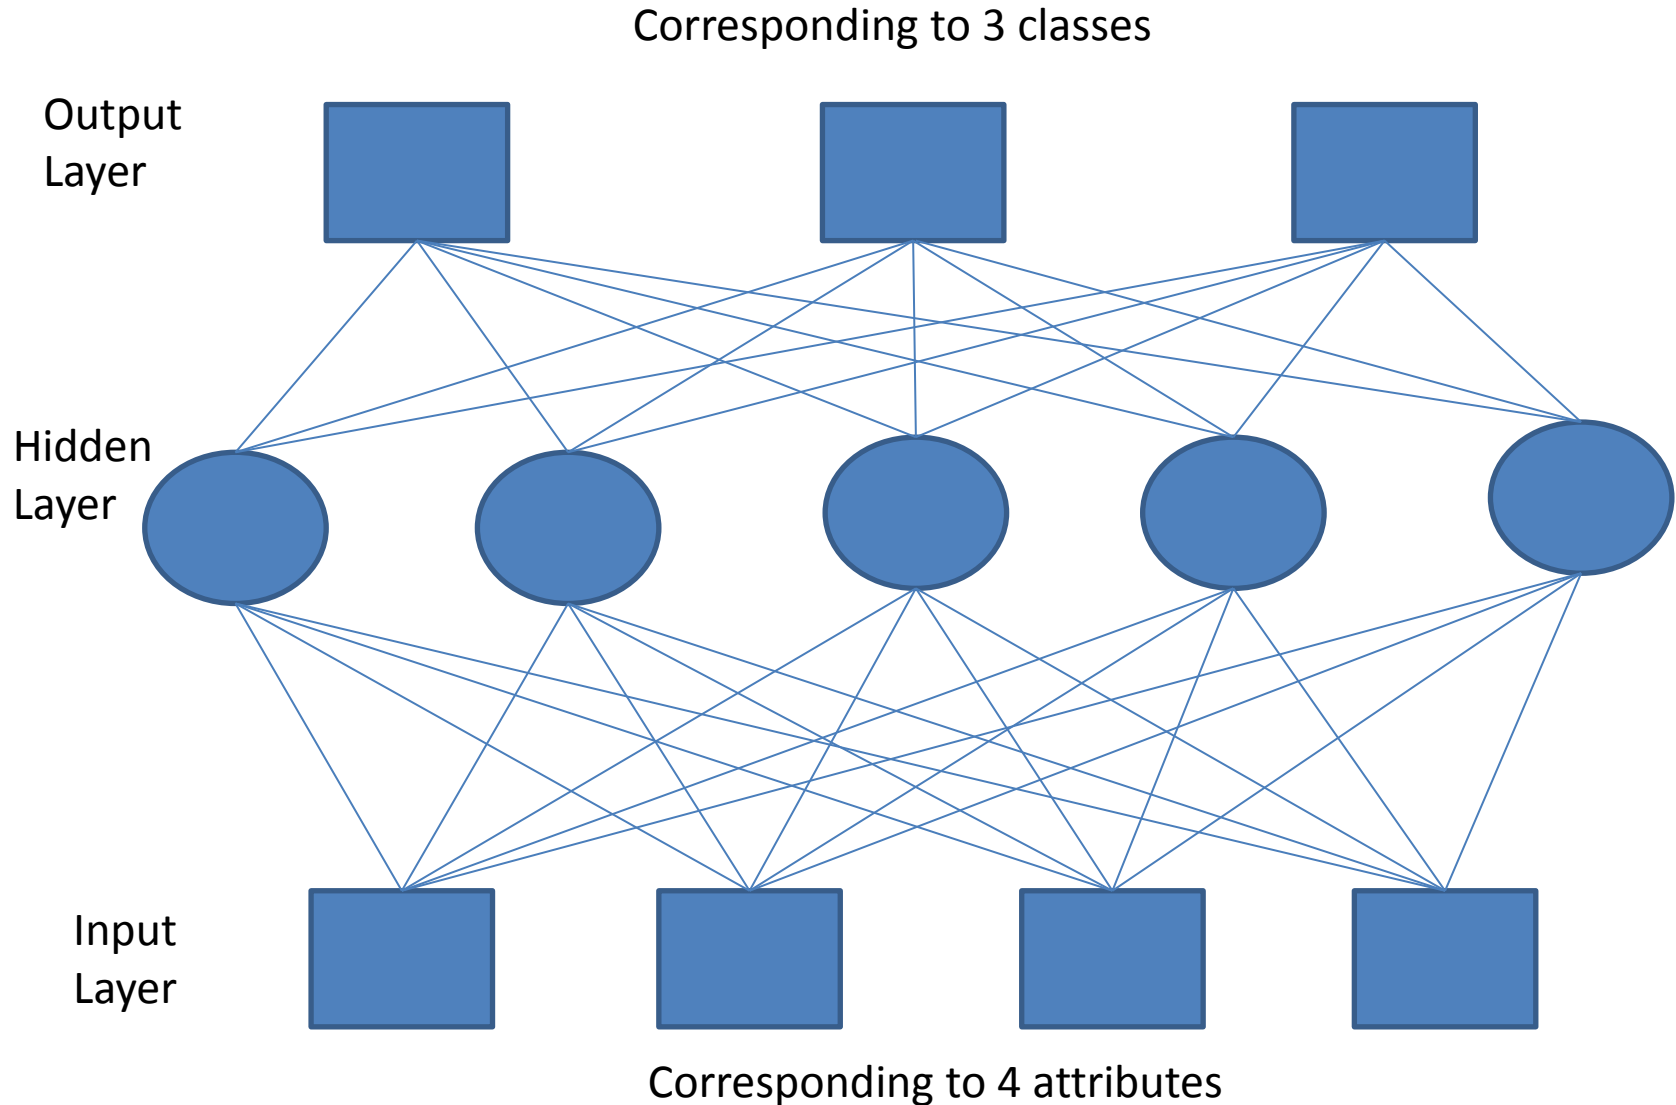 Corresponding to 3 classes
Output
Layer
Hidden
Layer
Input
Layer
Corresponding to 4 attributes